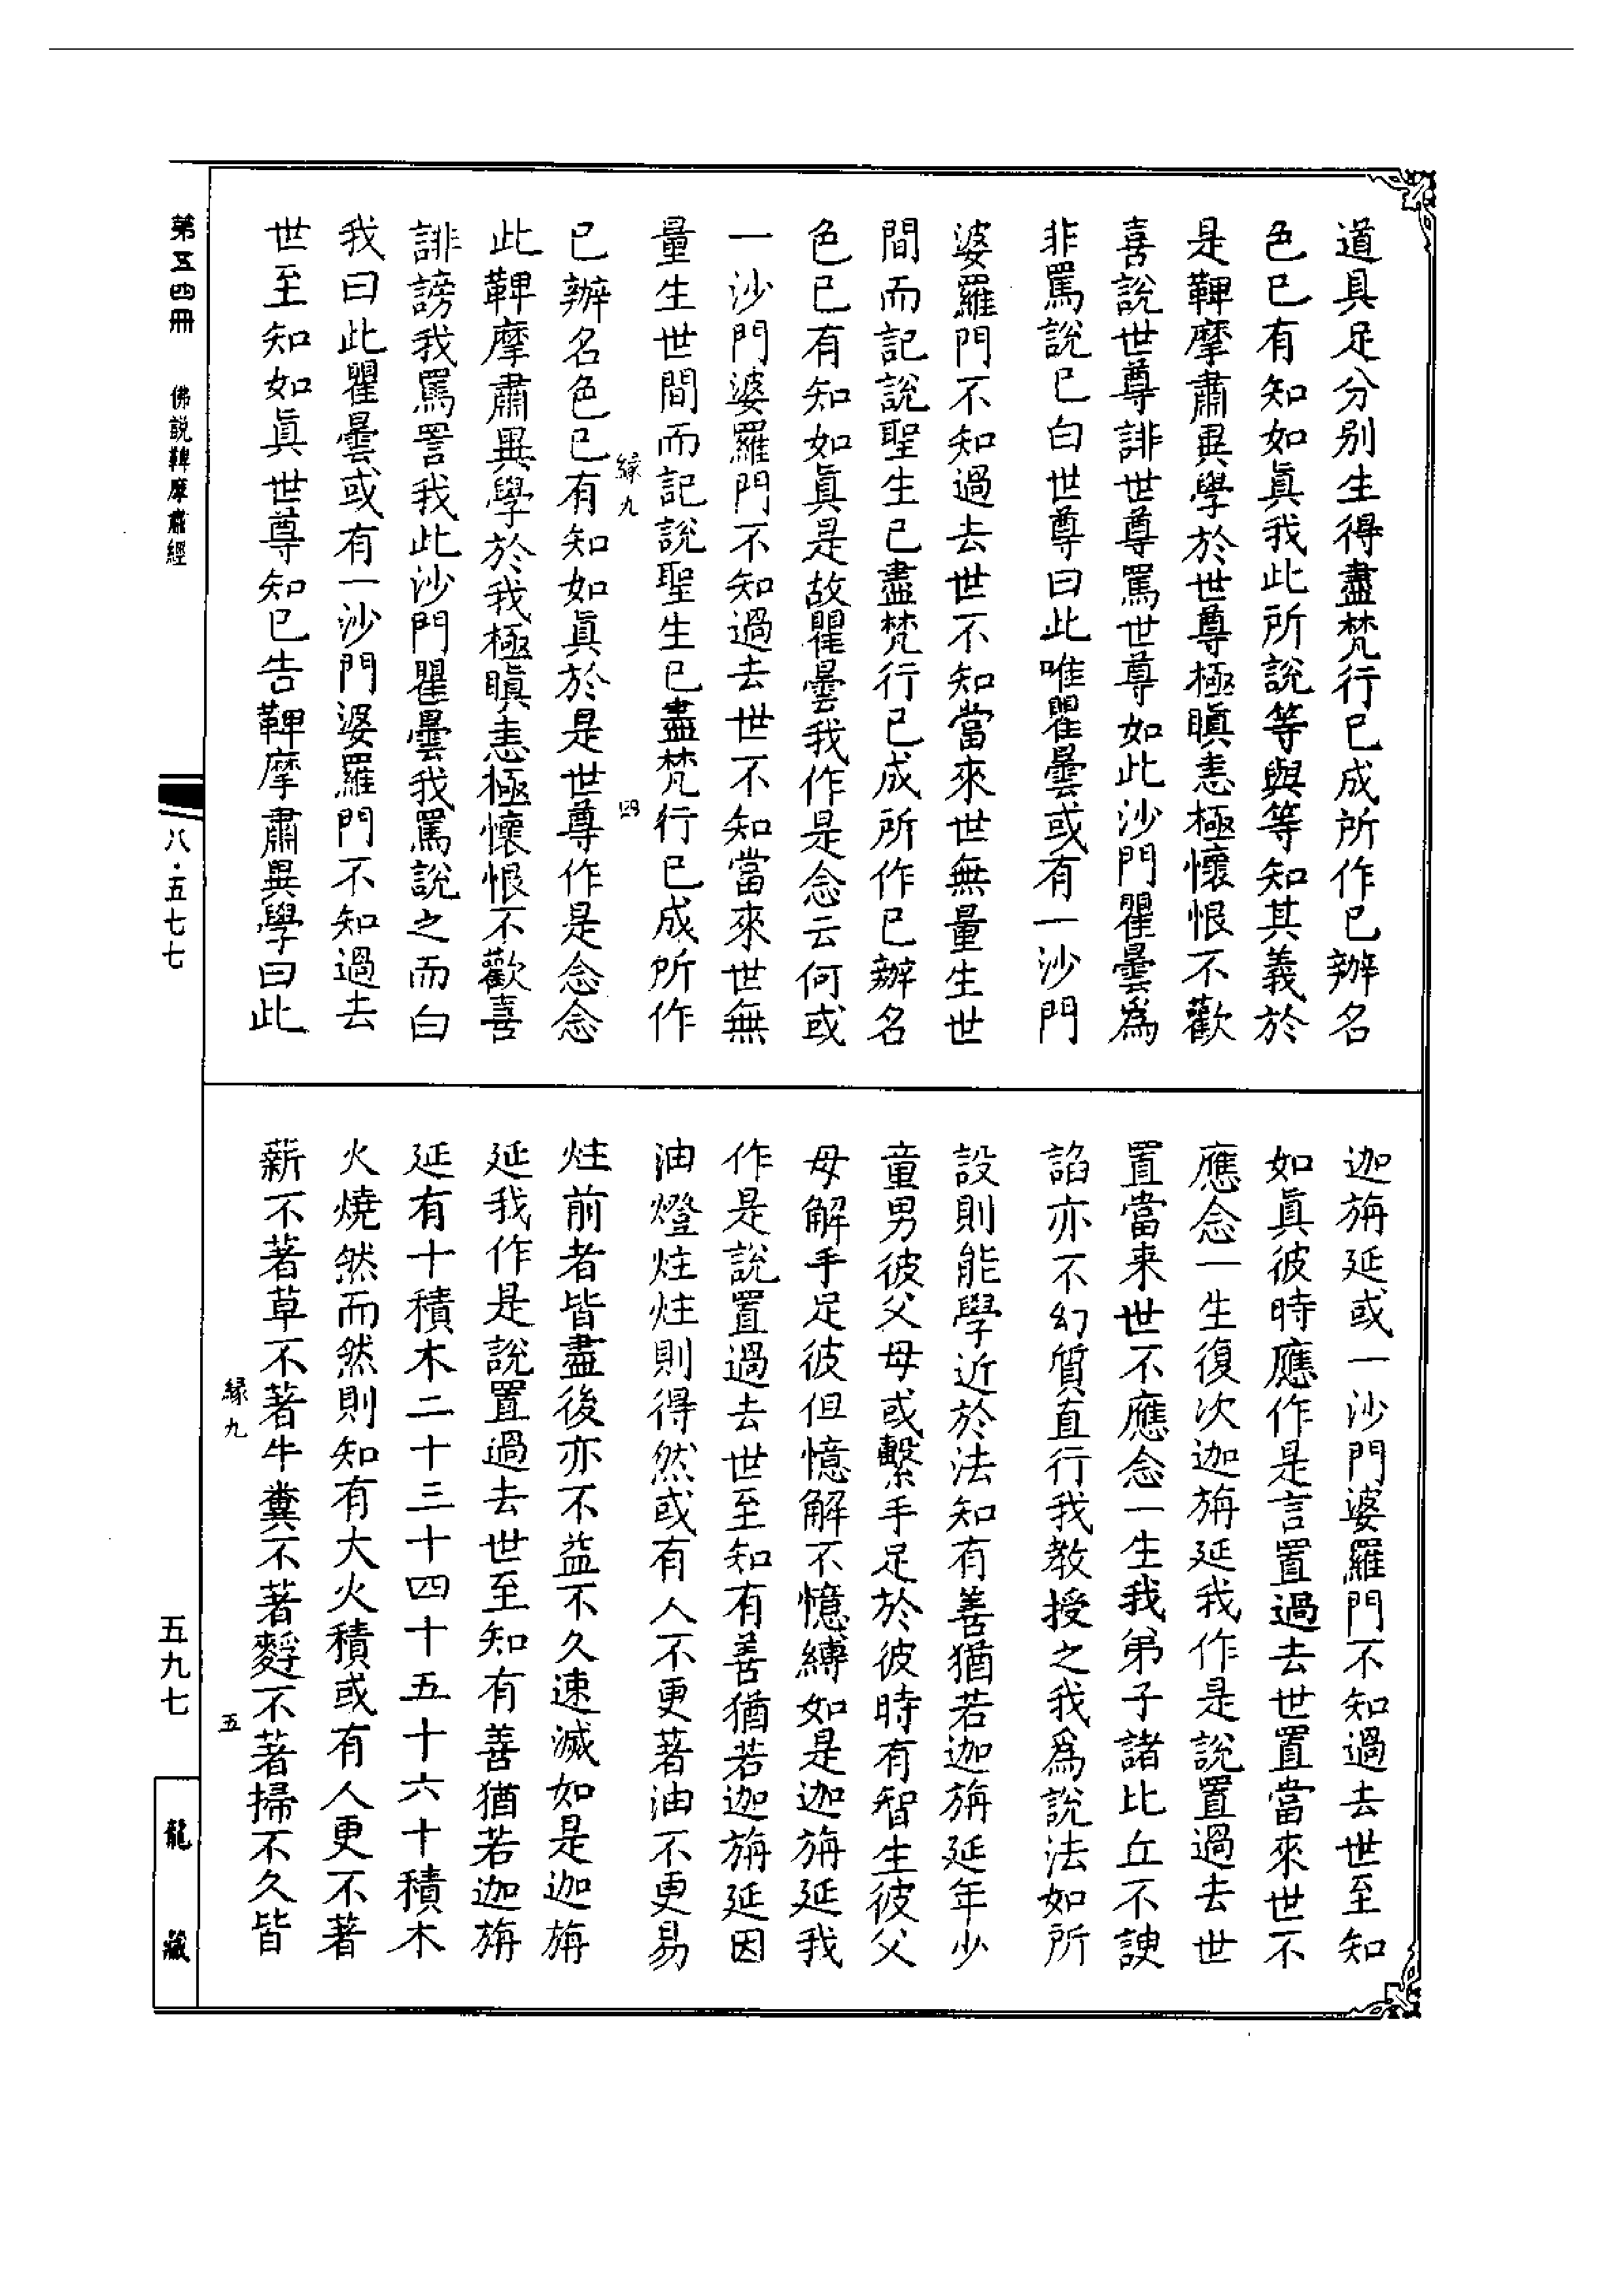 道具足分别生得盡梵行已成所作已辦名
色已有知如眞我此所說等與等知其義於
是鞞摩肅異學於世尊極瞋恚極懷恨不歡
喜說世尊誹世尊罵世尊如此沙門瞿曇爲
非罵說已白世尊曰此唯瞿曇或有一沙門
婆羅門不知過去世不知當來世無量生世
間而記說聖生已盡梵行已成所作已辦名
色已有知如眞是故瞿曇我作是念云何或
一沙門婆羅門不知過去世不知當來世無
量生世間而記說聖生已盡梵行已成所作
緣九 四
已辦名色已有知如眞於是世尊作是念念
此鞞摩肅異學於我極瞋恚極懷恨不歡喜
誹謗我罵詈我此沙門瞿曇我罵說之而白
我曰此瞿曇或有一沙門婆羅門不知過去
世至知如眞世尊知已告鞞摩肅異學曰此
迦旃延或一沙門婆羅門不知過去世至知
如眞彼時應作是言置過去世置當來世不
應念一生復次迦旃延我作是說置過去世
置當来世不應念一生我弟子諸比丘不諛
諂亦不幻質直行我教授之我爲說法如所
設則能學近於法知有善猶若迦旃延年少
童男彼父母或繫手足於彼時有智生彼父
母解手足彼但憶解不憶縛如是迦旃延我
作是說置過去世至知有善猶若迦旃延因
油燈炷炷則得然或有人不更著油不更易
炷前者皆盡後亦不益不久速滅如是迦旃
延我作是說置過去世至知有善猶若迦旃
延有十積木二十三十四十五十六十積木
火燒然而然則知有大火積或有人更不著
薪不著草不著牛糞不著麩不著掃不久皆
緣九 五
第五四冊 佛説鞞摩肅經
八·五七七
五九七
龍藏